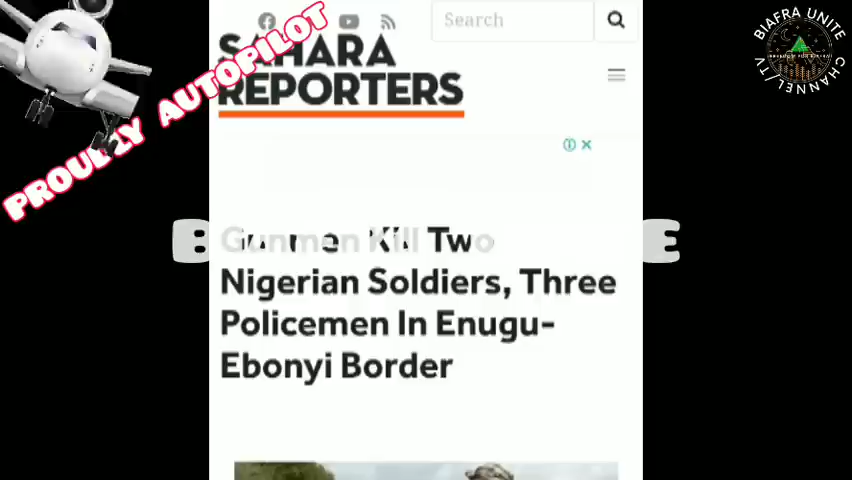 PROUDLY AUTOPILOT
SAHARA
REPORTERS
Search
BIAFRA UNITE
CHANNEL/TV
Gunmen Kill Two
Nigerian Soldiers, Three
Policemen In Enugu-
Ebonyi Border